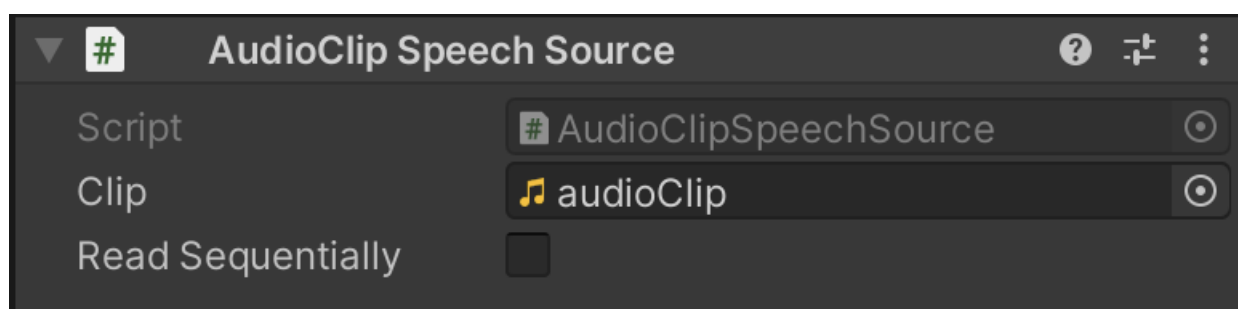 AudioClip Speech Source
Script AudioClipSpeechSource
Clip audioClip
Read Sequentially